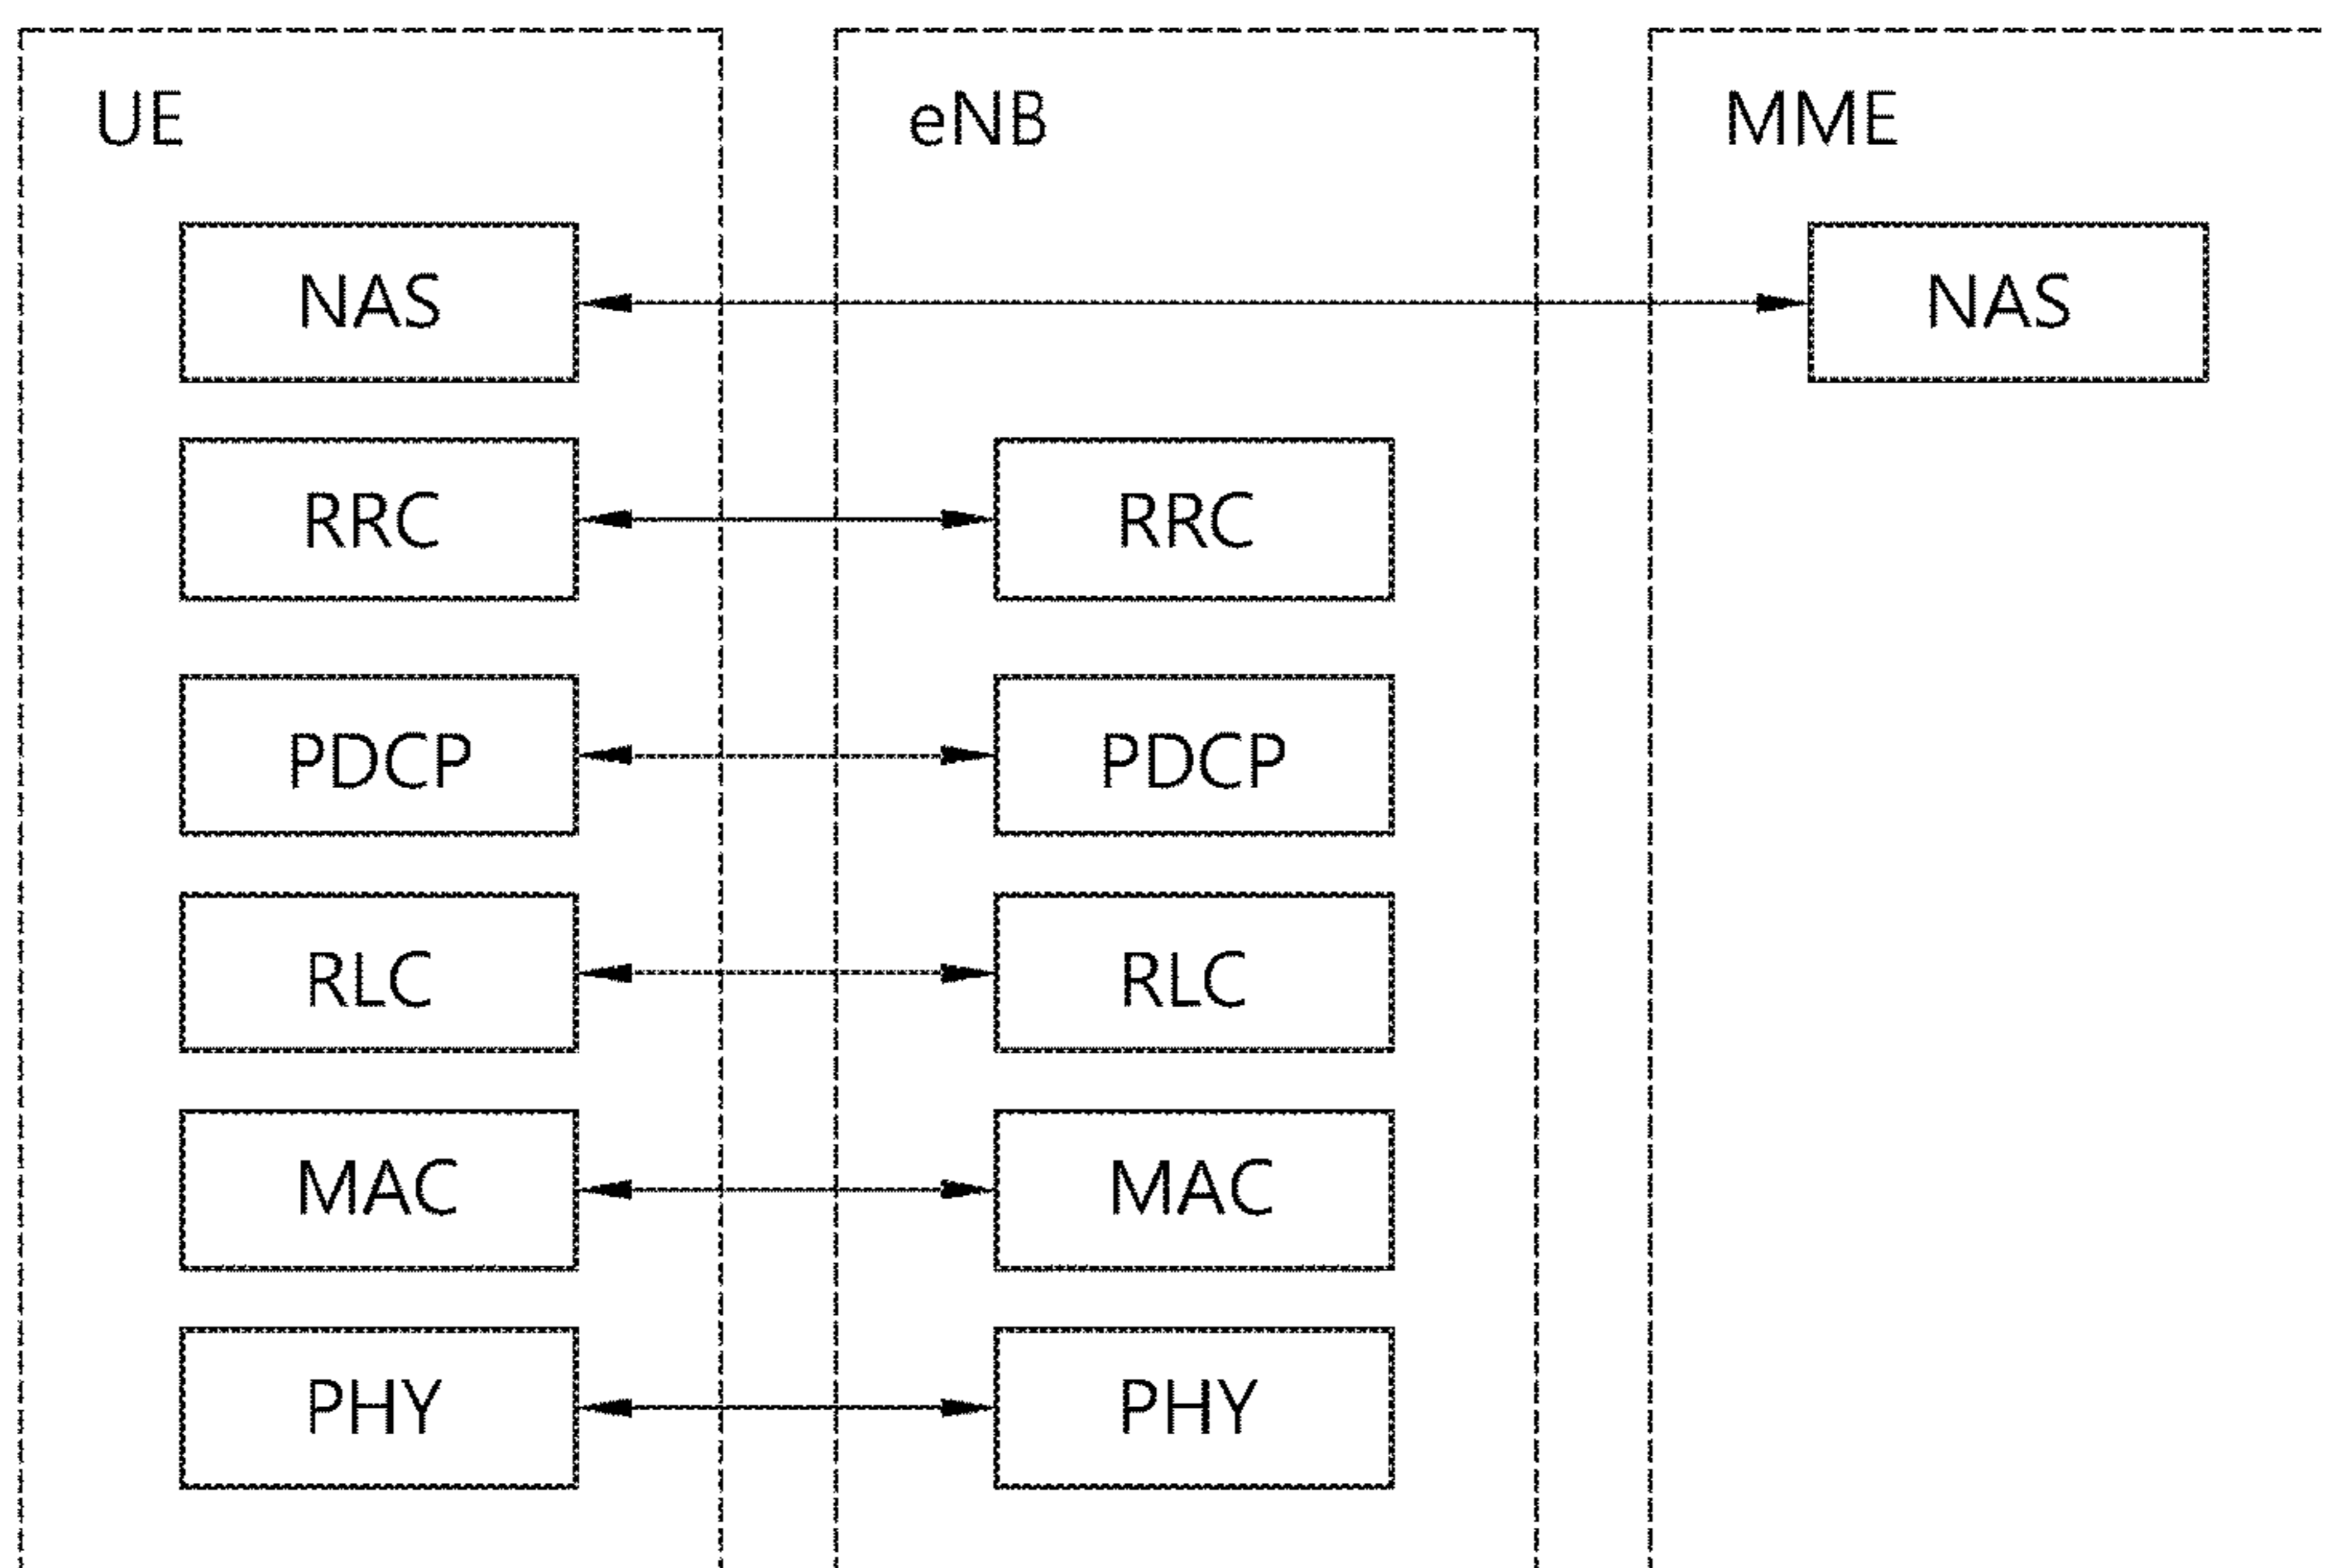 UE eNB MME
NAS NAS
RRC RRC
PDCP PDCP
RLC RLC
MAC MAC
PHY PHY